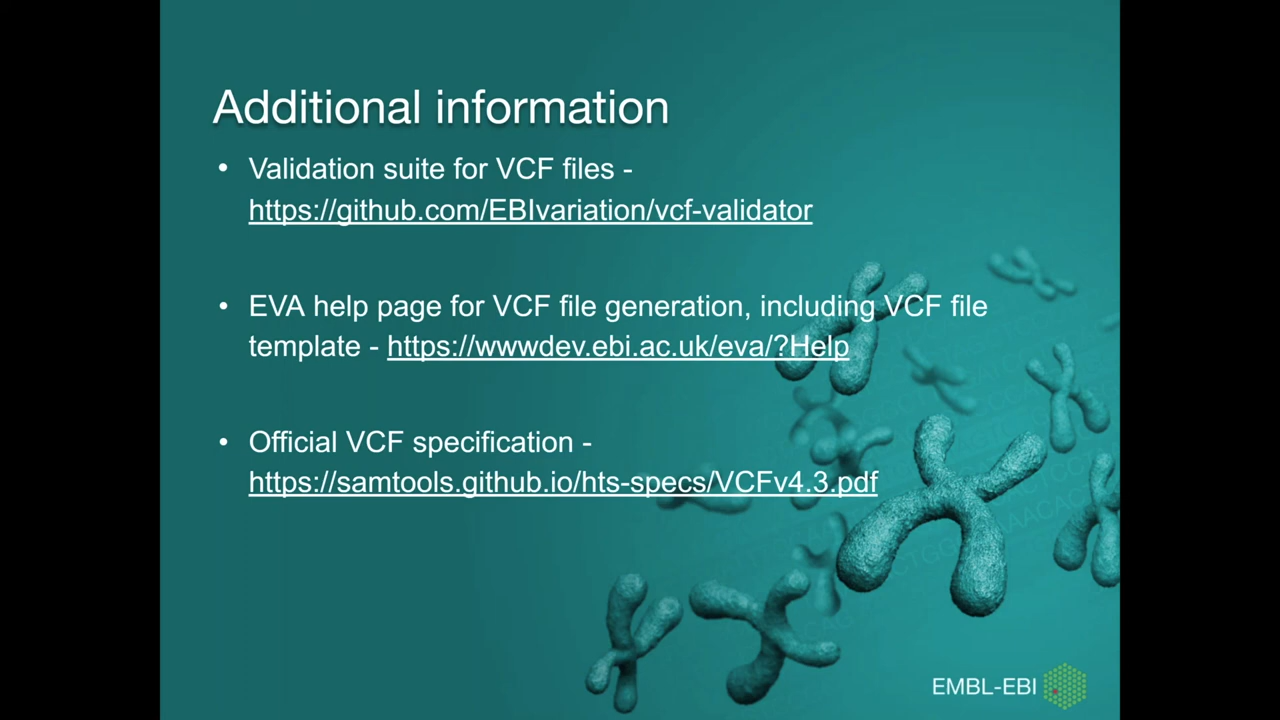 Additional information
• Validation suite for VCF files -
https://github.com/EBIvariation/vcf-validator
• EVA help page for VCF file generation, including VCF file
template - https://wwwdev.ebi.ac.uk/eva/?Help
• Official VCF specification -
https://samtools.github.io/hts-specs/VCFv4.3.pdf
EMBL-EBI